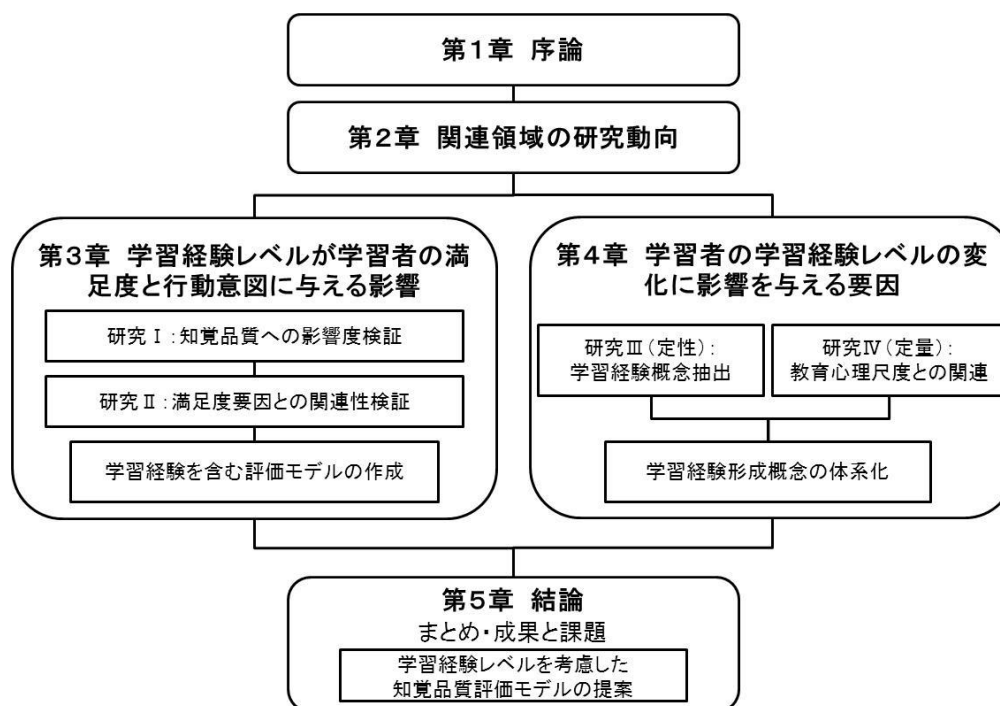 第1章 序論
第2章 関連領域の研究動向
第3章 学習経験レベルが学習者の満
足度と行動意図に与える影響
研究Ⅰ:知覚品質への影響度検証
研究Ⅱ:満足度要因との関連性検証
学習経験を含む評価モデルの作成
第4章 学習者の学習経験レベルの変
化に影響を与える要因
研究Ⅲ(定性):
学習経験概念抽出
研究Ⅳ(定量):
教育心理尺度との関連
学習経験形成概念の体系化
第5章 結論
まとめ・成果と課題
学習経験レベルを考慮した
知覚品質評価モデルの提案